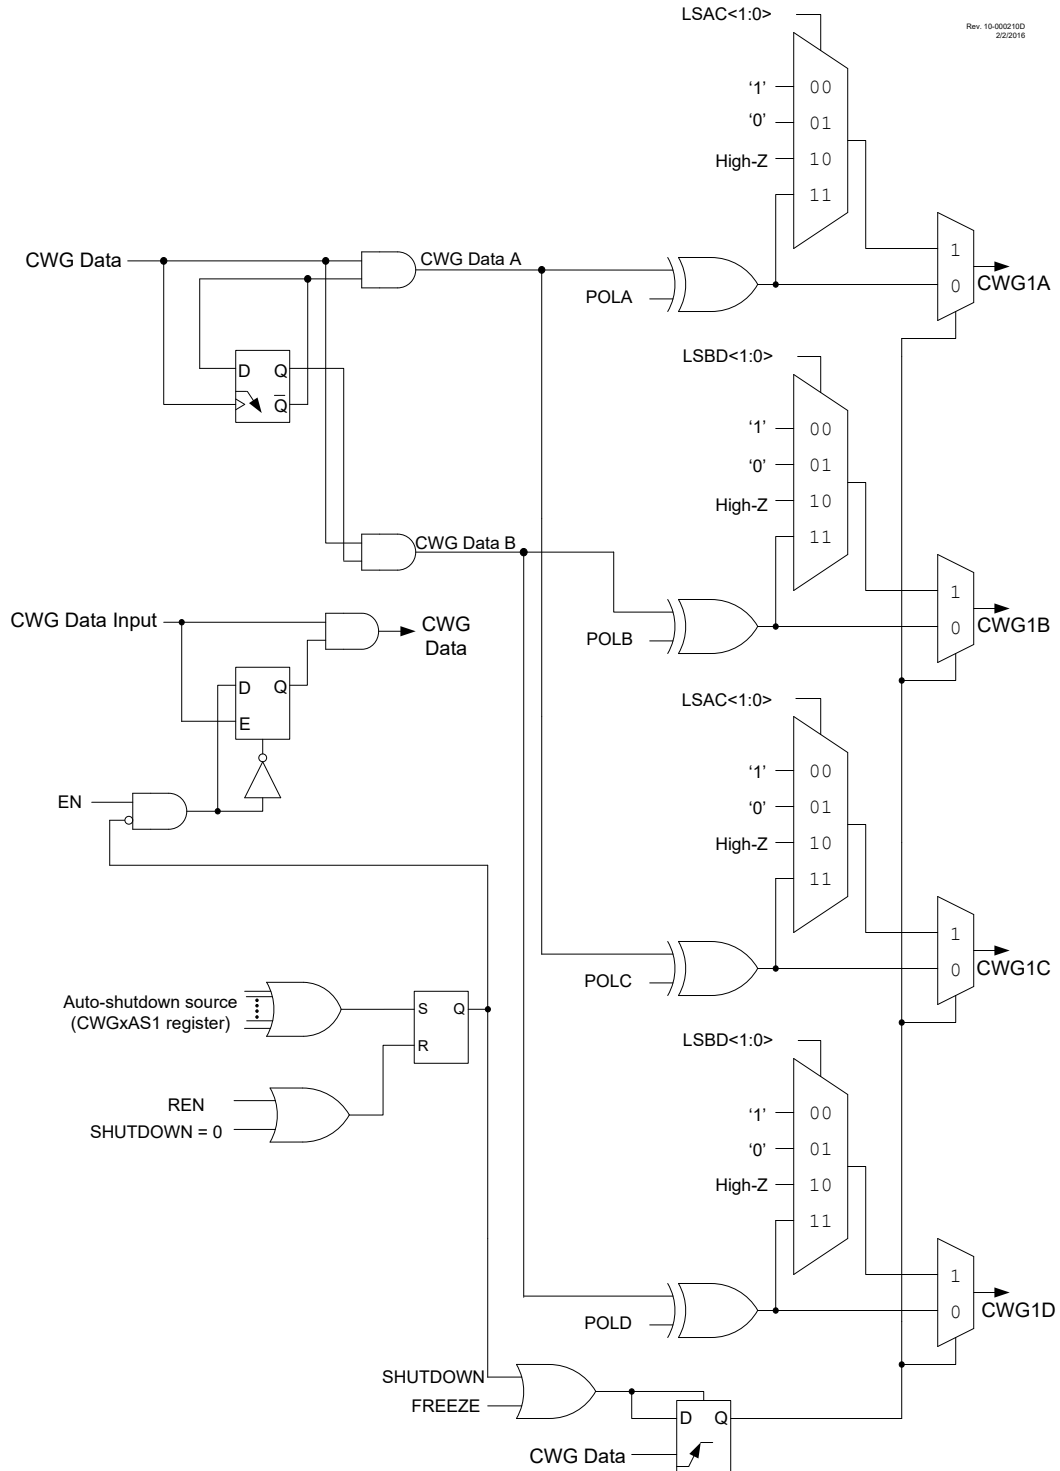 LSAC<1:0>
Rev. 10-000210D
2/2/2016
'1'
00
'0'
01
High-Z
10
11
CWG Data
CWG Data A
1
POLA
0
CWG1A
LSBD<1:0>
D
Q
Q
'1'
00
'0'
01
High-Z
10
11
CWG Data B
1
CWG Data Input
CWG
Data
POLB
0
CWG1B
D
Q
E
LSAC<1:0>
'1'
00
EN
'0'
01
High-Z
10
11
1
POLC
0
CWG1C
Auto-shutdown source
(CWGxAS1 register)
S
Q
R
LSBD<1:0>
REN
SHUTDOWN = 0
'1'
00
'0'
01
High-Z
10
11
1
POLD
0
CWG1D
SHUTDOWN
FREEZE
D
Q
CWG Data